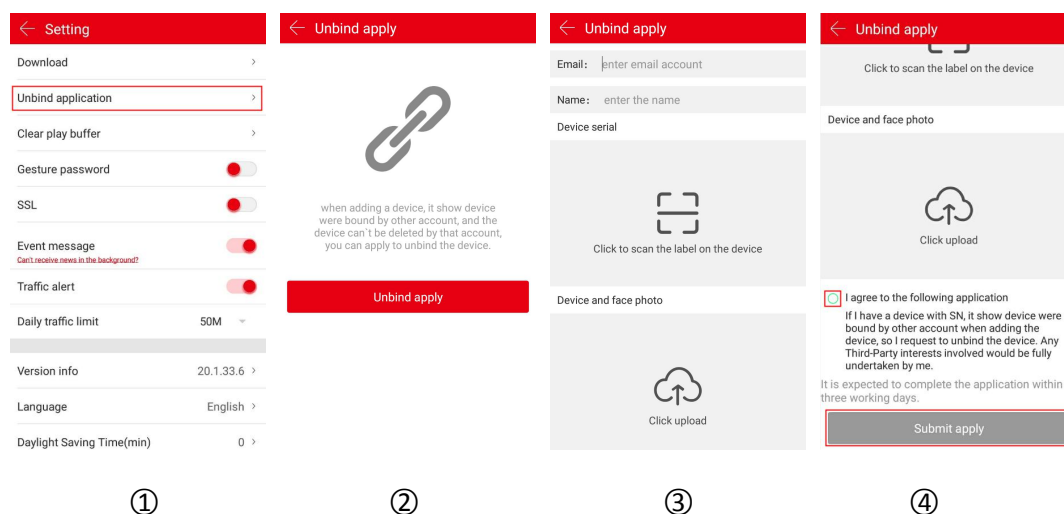 Setting
Download
Unbind application
Clear play buffer
Gesture password
SSL
Event message
Can't receive news in the background?
Traffic alert
Daily traffic limit 50M
Version info 20.1.33.6
Language English
Daylight Saving Time(min) 0
①
Unbind apply
when adding a device, it show device
were bound by other account, and the
device can`t be deleted by that account,
you can apply to unbind the device.
Unbind apply
②
Unbind apply
Email: enter email account
Name: enter the name
Device serial
Click to scan the label on the device
Device and face photo
Click upload
③
Unbind apply
Click to scan the label on the device
Device and face photo
Click upload
I agree to the following application
If I have a device with SN, it show device were
bound by other account when adding the
device, so I request to unbind the device. Any
Third-Party interests involved would be fully
undertaken by me.
It is expected to complete the application within
three working days.
Submit apply
④